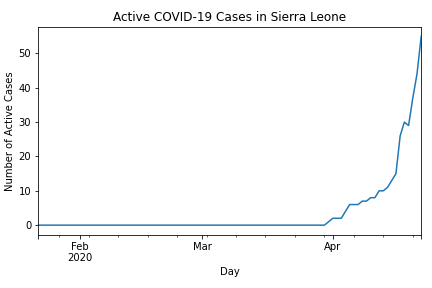 Active COVID-19 Cases in Sierra Leone
Number of Active Cases
50
40
30
20
10
0
Feb
2020
Mar
Apr
Day